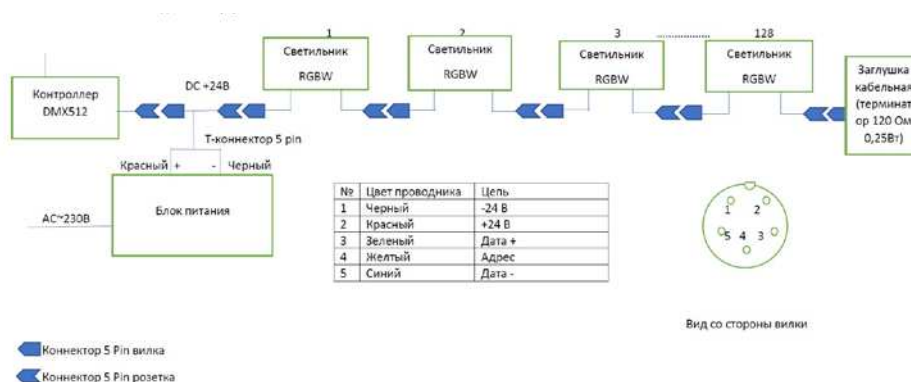 1
2
3
128
Светильник
RGBW
Светильник
RGBW
Светильник
RGBW
Светильник
RGBW
Контроллер
DMX512
DC +24В
Заглушка
кабельная
(терминат
ор 120 Ом
0,25Вт)
Т-коннектор 5 pin
Красный +
- Черный
AC~230В
Блок питания
№ Цвет проводника Цепь
1 Черный -24 В
2 Красный +24 В
3 Зеленый Дата +
4 Желтый Адрес
5 Синий Дата -
1 2
5 4 3
Вид со стороны вилки
Коннектор 5 Pin вилка
Коннектор 5 Pin розетка